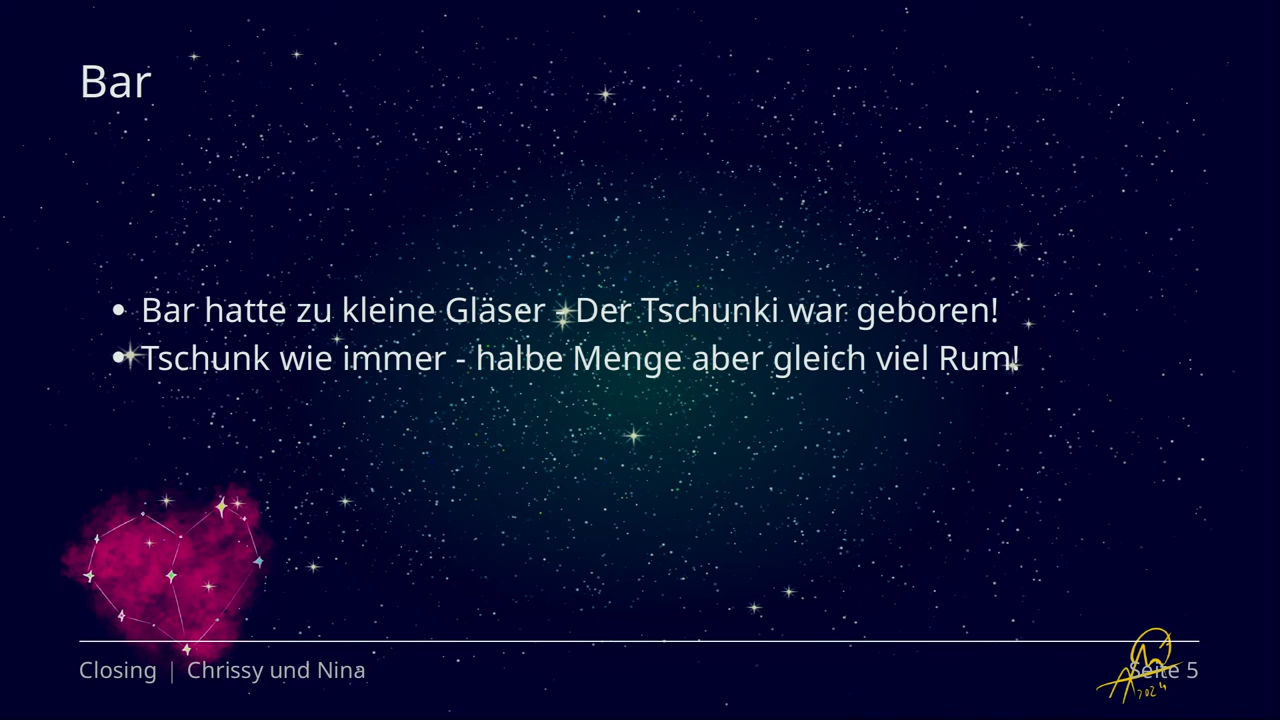 Bar
• Bar hatte zu kleine Gläser - Der Tschunki war geboren!
• Tschunk wie immer - halbe Menge aber gleich viel Rum!
Closing | Chrissy und Nina
Seite 5
2024